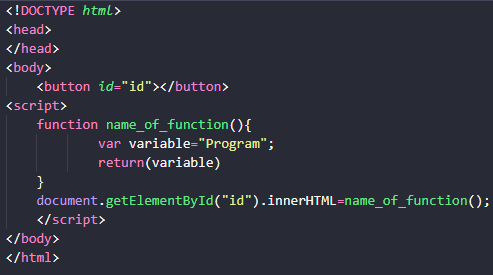 <!DOCTYPE html>
<head>
</head>
<body>
    <button id="id"></button>
<script>
    function name_of_function(){
            var variable="Program";
            return(variable)
    }
    document.getElementById("id").innerHTML=name_of_function();
    </script>
</body>
</html>